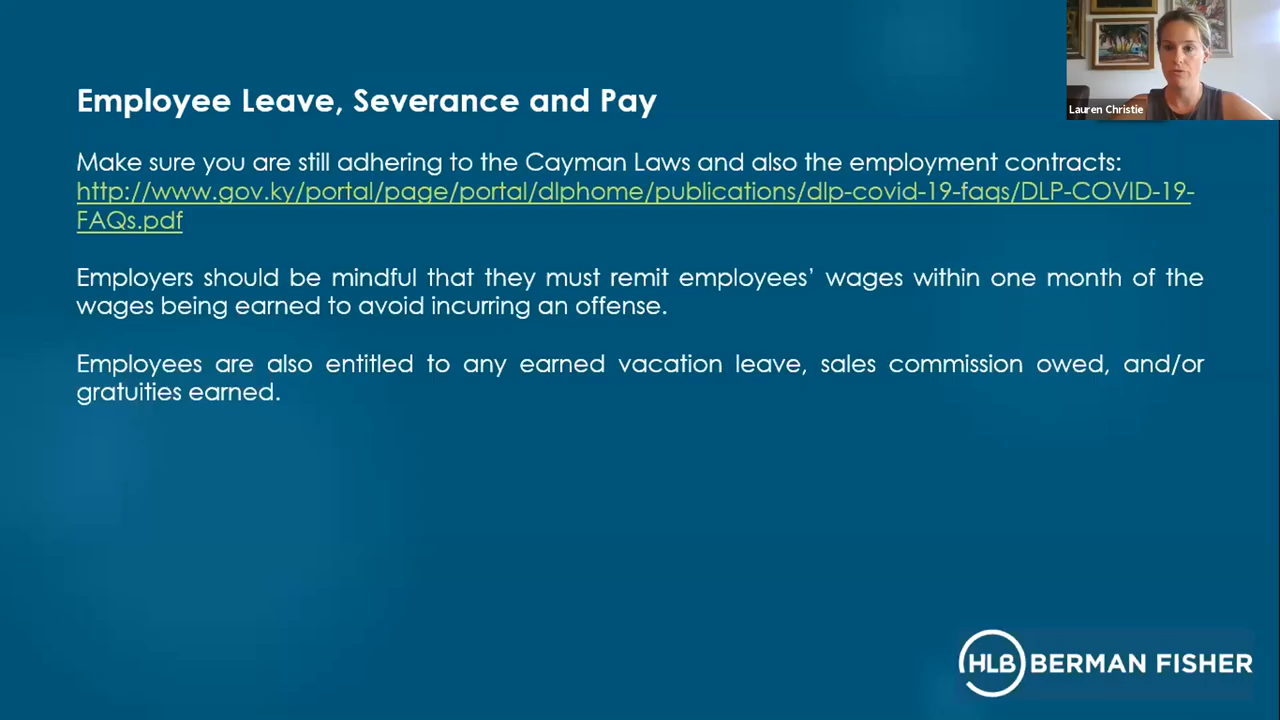 Lauren Christie
Employee Leave, Severance and Pay
Make sure you are still adhering to the Cayman Laws and also the employment contracts:
http://www.gov.ky/portal/page/portal/dlphome/publications/dlp-covid-19-faqs/DLP-COVID-19-
FAQs.pdf
Employers should be mindful that they must remit employees’ wages within one month of the
wages being earned to avoid incurring an offense.
Employees are also entitled to any earned vacation leave, sales commission owed, and/or
gratuities earned.
HLB BERMAN FISHER